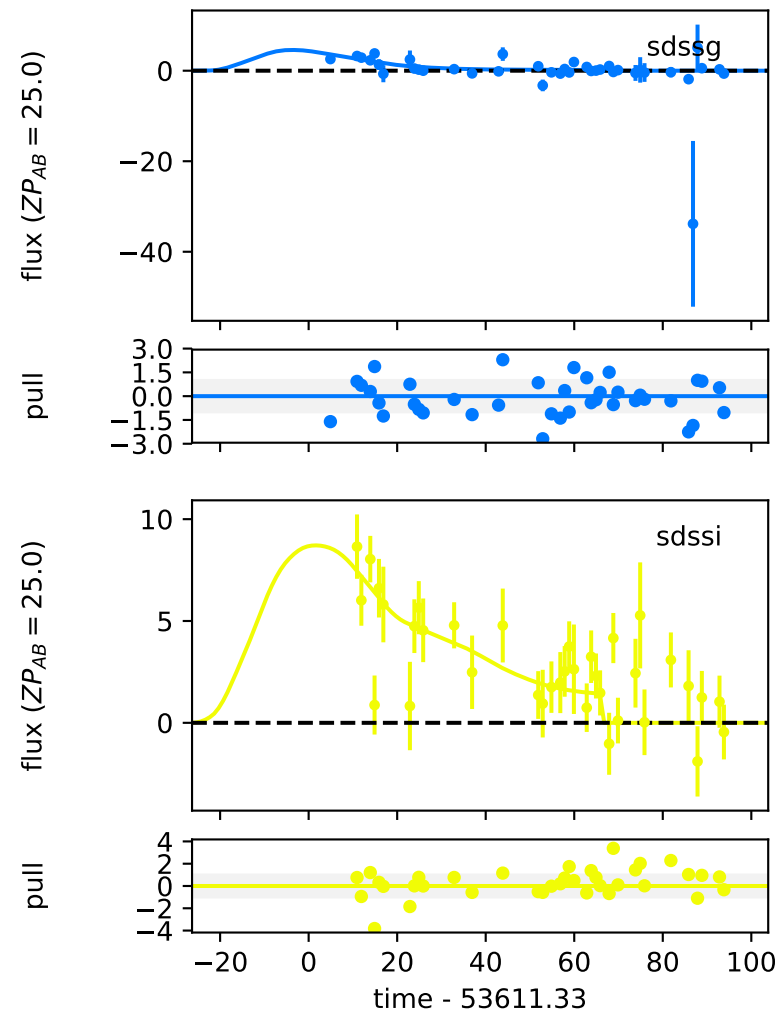 sdssg
flux (ZP_AB = 25.0)
0
−20
−40
pull
3.0
1.5
0.0
−1.5
−3.0
sdssi
flux (ZP_AB = 25.0)
10
5
0
pull
4
2
0
−2
−4
−20 0 20 40 60 80 100
time - 53611.33